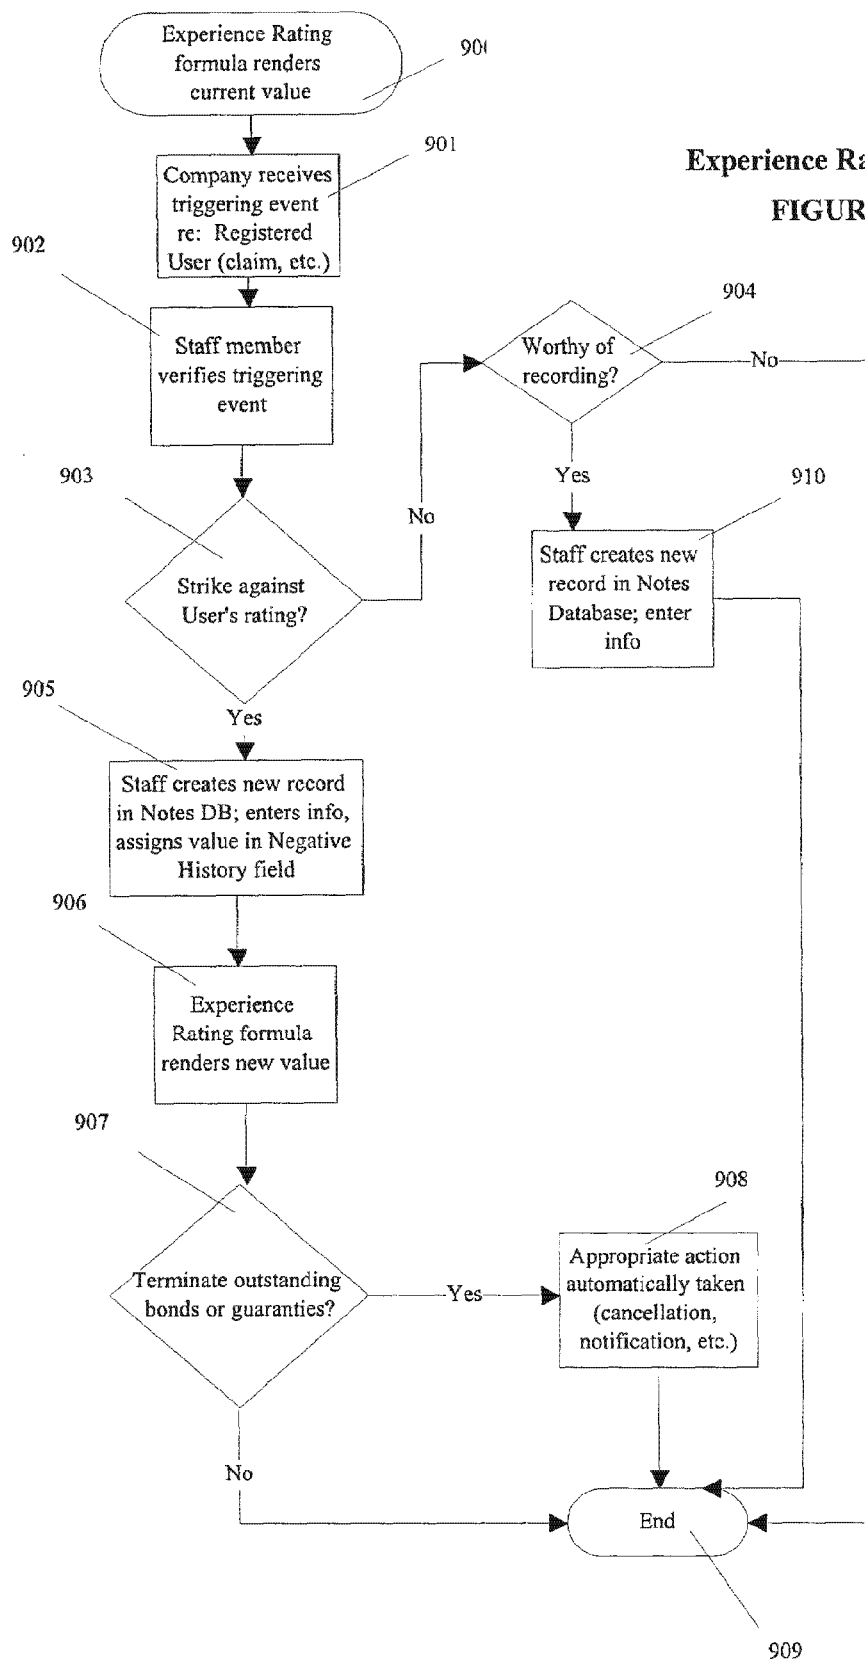 Experience Rating
formula renders
current value
901
Company receives
triggering event
re: Registered
User (claim, etc.)
Experience
FIGUR
902
Staff member
verifies triggering
event
904
Worthy of
recording?
No
Yes
903
Strike against
User's rating?
No
910
Staff creates new
record in Notes
Database; enter
info
905
Yes
Staff creates new record
in Notes DB; enters info,
assigns value in Negative
History field
906
Experience
Rating formula
renders new value
907
Terminate outstanding
bonds or guaranties?
Yes
908
Appropriate action
automatically taken
(cancellation,
notification, etc.)
No
End
909